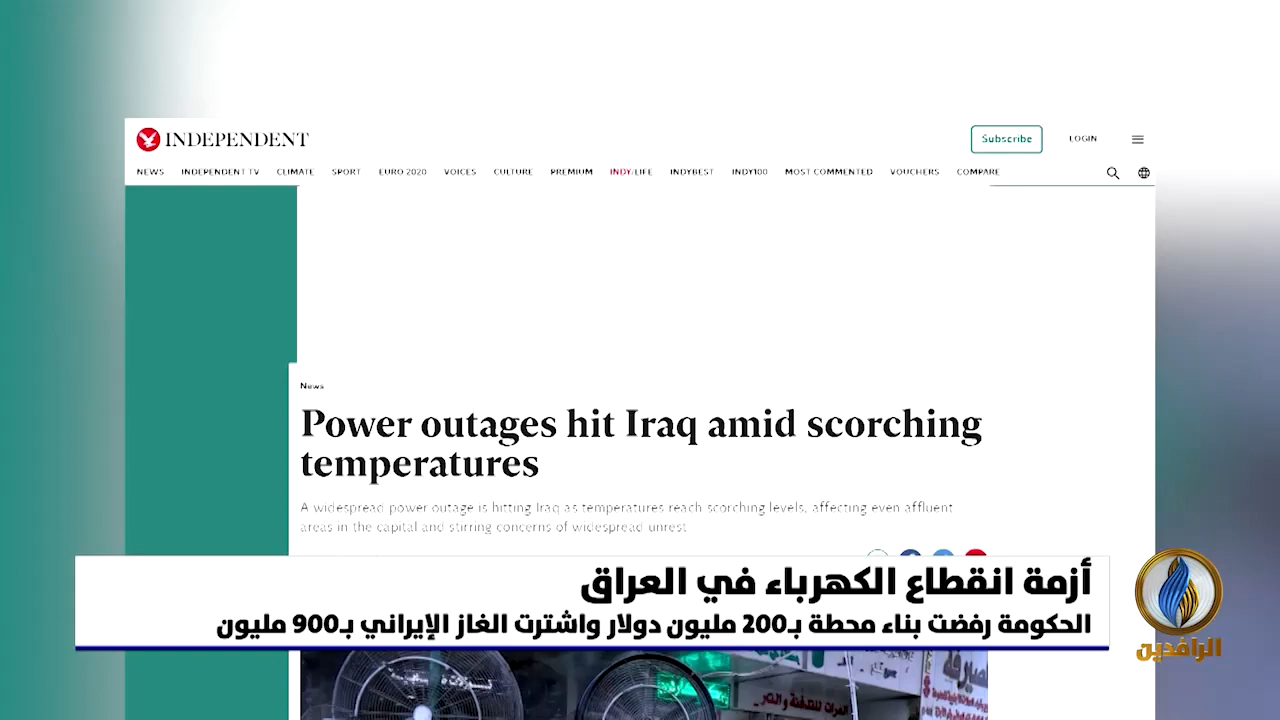 INDEPENDENT
Subscribe
LOGIN
NEWS INDEPENDENT TV CLIMATE SPORT EURO 2020 VOICES CULTURE PREMIUM INDY/LIFE INDYBEST INDY100 MOST COMMENTED VOUCHERS COMPARE
News
Power outages hit Iraq amid scorching
temperatures
A widespread power outage is hitting Iraq as temperatures reach scorching levels, affecting even affluent
areas in the capital and stirring concerns of widespread unrest
أزمة انقطاع الكهرباء في العراق
الحكومة رفضت بناء محطة بـ200 مليون دولار واشترت الغاز الإيراني بـ900 مليون
الرافدين